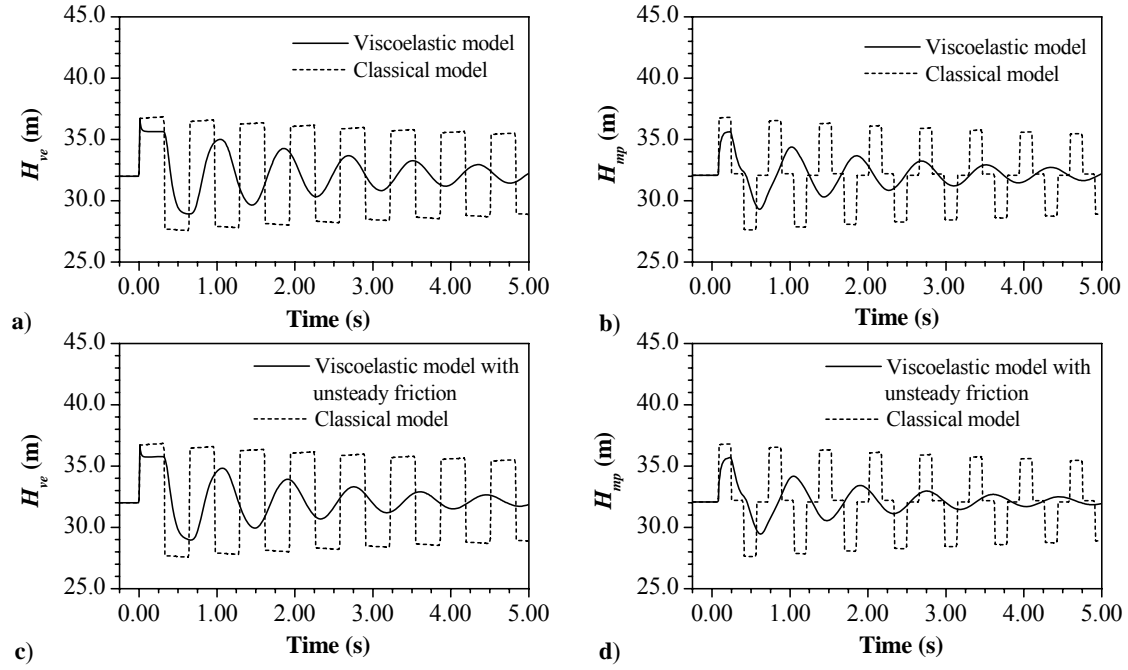 45.0
40.0
35.0
30.0
25.0
H_ve (m)
Viscoelastic model
Classical model
0.00 1.00 2.00 3.00 4.00 5.00
Time (s)
a)
45.0
40.0
35.0
30.0
25.0
H_mp (m)
Viscoelastic model
Classical model
0.00 1.00 2.00 3.00 4.00 5.00
Time (s)
b)
45.0
40.0
35.0
30.0
25.0
H_ve (m)
Viscoelastic model with
unsteady friction
Classical model
0.00 1.00 2.00 3.00 4.00 5.00
Time (s)
c)
45.0
40.0
35.0
30.0
25.0
H_mp (m)
Viscoelastic model with
unsteady friction
Classical model
0.00 1.00 2.00 3.00 4.00 5.00
Time (s)
d)